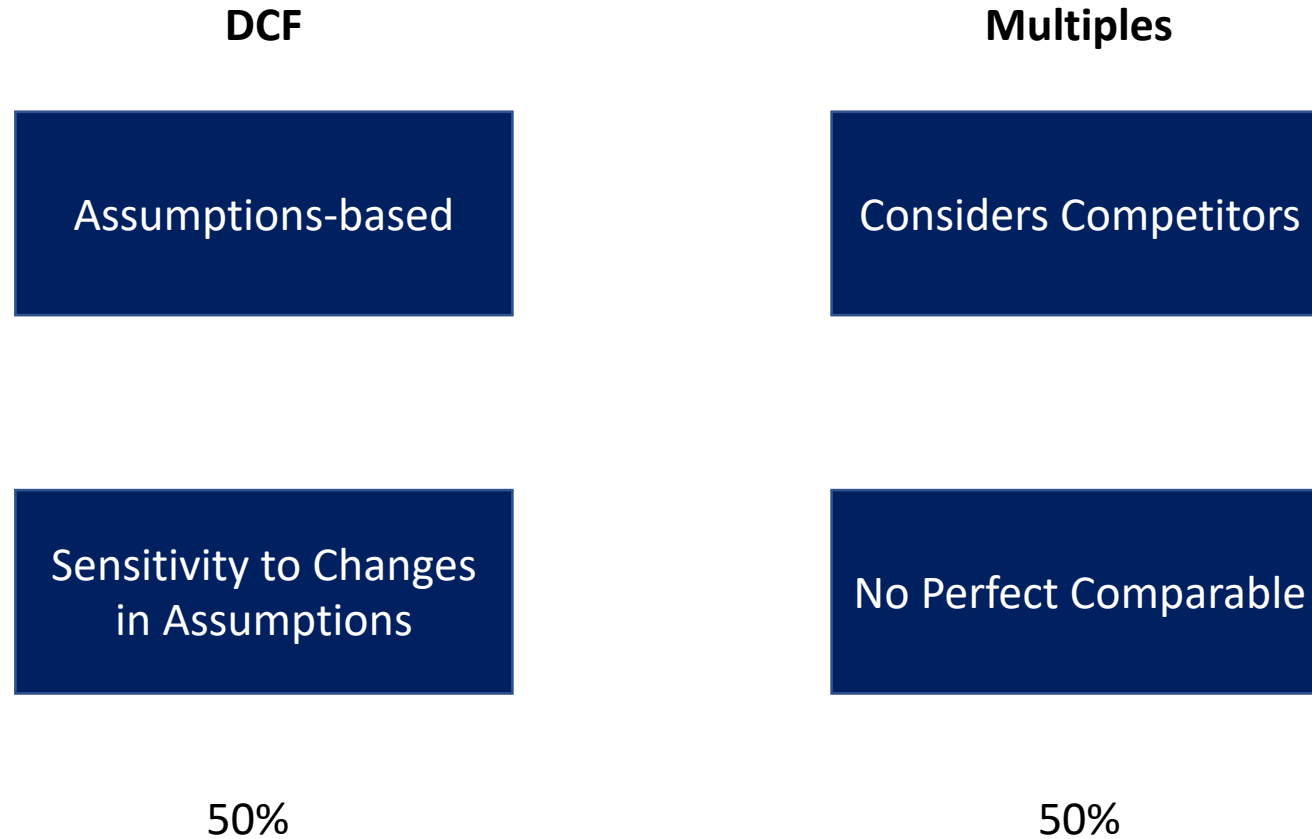 DCF
Multiples
Assumptions-based
Considers Competitors
Sensitivity to Changes
in Assumptions
No Perfect Comparable
50%
50%